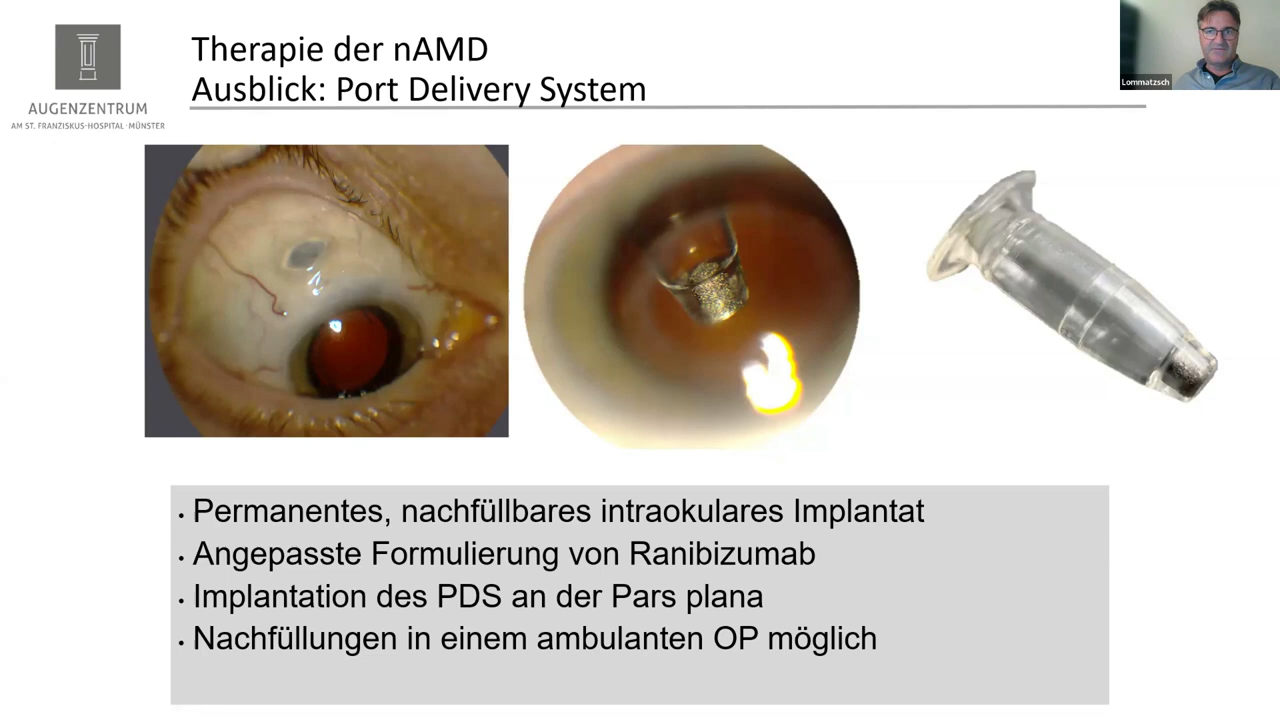 Therapie der nAMD
Ausblick: Port Delivery System
AUGENZENTRUM
AM ST. FRANZISKUS-HOSPITAL · MÜNSTER
Lommatzsch
• Permanentes, nachfüllbares intraokulares Implantat
• Angepasste Formulierung von Ranibizumab
• Implantation des PDS an der Pars plana
• Nachfüllungen in einem ambulanten OP möglich